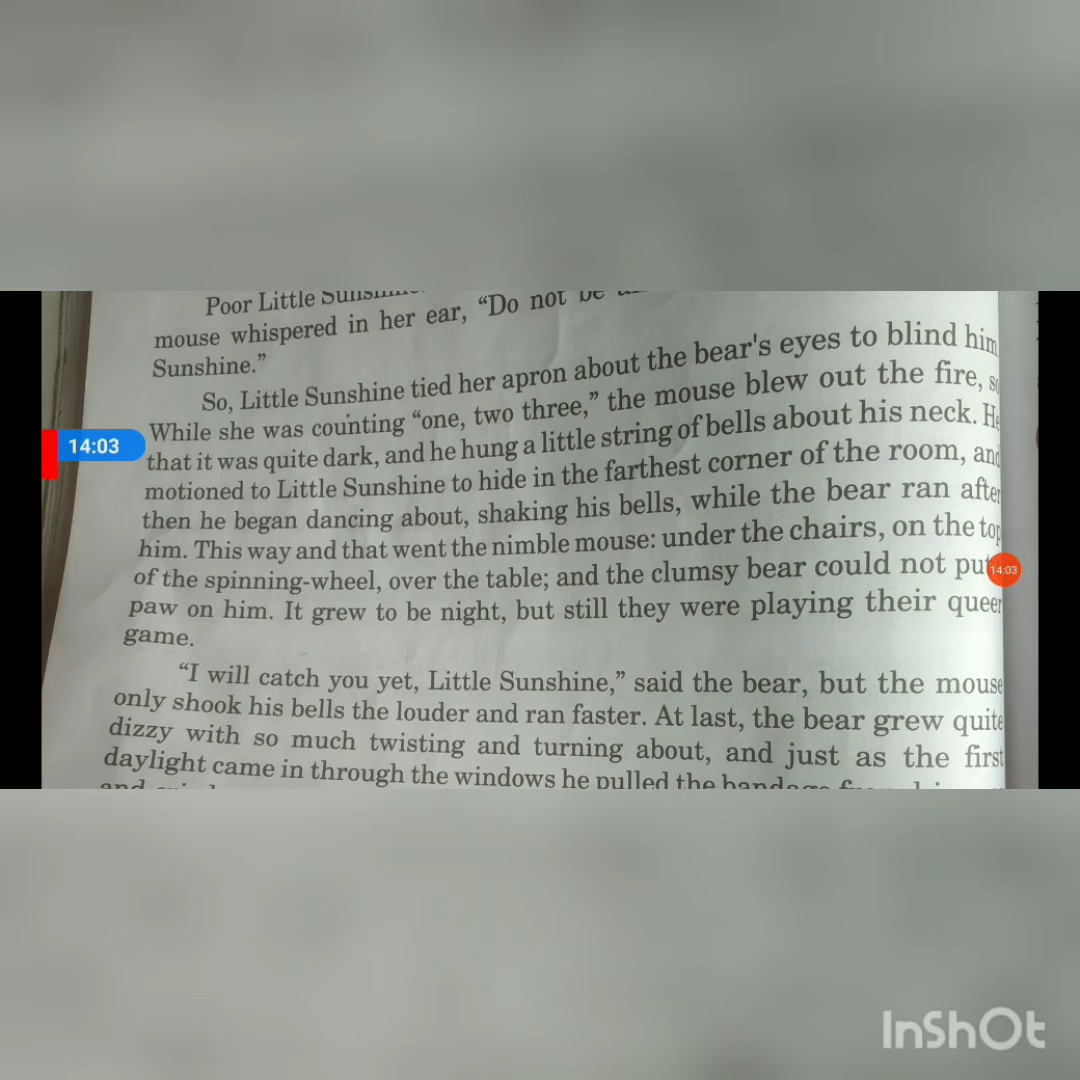 Poor Little
mouse whispered in her ear, “Do not be
Sunshine.”
So, Little Sunshine tied her apron about the bear's eyes to blind him
While she was counting “one, two three,” the mouse blew out the fire, so
that it was quite dark, and he hung a little string of bells about his neck. He
motioned to Little Sunshine to hide in the farthest corner of the room, and
then he began dancing about, shaking his bells, while the bear ran after
him. This way and that went the nimble mouse: under the chairs, on the top
of the spinning-wheel, over the table; and the clumsy bear could not put
paw on him. It grew to be night, but still they were playing their queer
game.
“I will catch you yet, Little Sunshine,” said the bear, but the mouse
only shook his bells the louder and ran faster. At last, the bear grew quite
dizzy with so much twisting and turning about, and just as the first
daylight came in through the windows he pulled the
14:03
14:03
InShOt